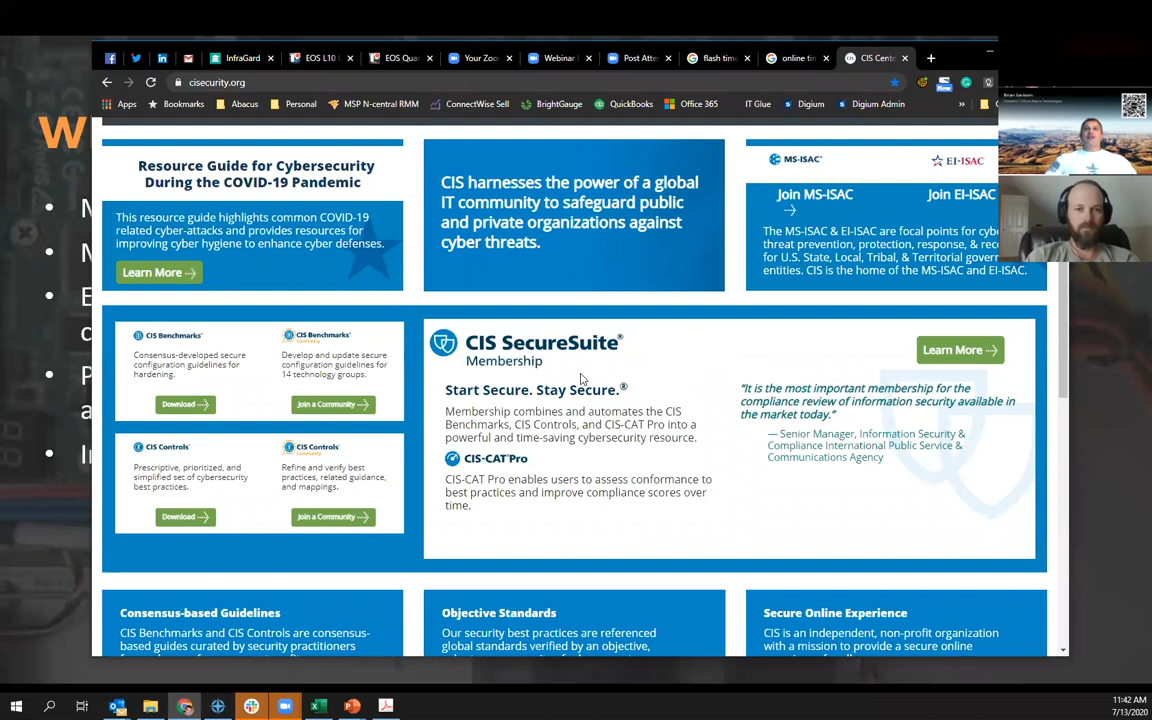 InfraGard
EOS L10 L
EOS Quar
Your Zoo
Webinar I
Post Atte
flash time
online tin
CIS Cente
cisecurity.org
New
Apps
Bookmarks
Abacus
Personal
MSP N-central RMM
ConnectWise Sell
BrightGauge
QuickBooks
Office 365
IT Glue
Digium
Digium Admin
»
W
Resource Guide for Cybersecurity
During the COVID-19 Pandemic
This resource guide highlights common COVID-19
related cyber-attacks and provides resources for
improving cyber hygiene to enhance cyber defenses.
Learn More
CIS harnesses the power of a global
IT community to safeguard public
and private organizations against
cyber threats.
MS-ISAC®
EI-ISAC
Join MS-ISAC
Join EI-ISAC
The MS-ISAC & EI-ISAC are focal points for cybe
threat prevention, protection, response, & reco
for U.S. State, Local, Tribal, & Territorial govern
entities. CIS is the home of the MS-ISAC and EI-ISAC.
CIS Benchmarks™
Consensus-developed secure
configuration guidelines for
hardening.
Download
CIS Benchmarks™
Community
Develop and update secure
configuration guidelines for
14 technology groups.
Join a Community
CIS Controls™
Prescriptive, prioritized, and
simplified set of cybersecurity
best practices.
Download
CIS Controls™
Community
Refine and verify best
practices, related guidance,
and mappings.
Join a Community
CIS SecureSuite®
Membership
Start Secure. Stay Secure.®
Membership combines and automates the CIS
Benchmarks, CIS Controls, and CIS-CAT Pro into a
powerful and time-saving cybersecurity resource.
CIS-CAT Pro
CIS-CAT Pro enables users to assess conformance to
best practices and improve compliance scores over
time.
Learn More
"It is the most important membership for the
compliance review of information security available in
the market today."
— Senior Manager, Information Security &
Compliance International Public Service &
Communications Agency
Consensus-based Guidelines
CIS Benchmarks and CIS Controls are consensus-
based guides curated by security practitioners
Objective Standards
Our security best practices are referenced
global standards verified by an objective,
Secure Online Experience
CIS is an independent, non-profit organization
with a mission to provide a secure online
11:42 AM
7/13/2020